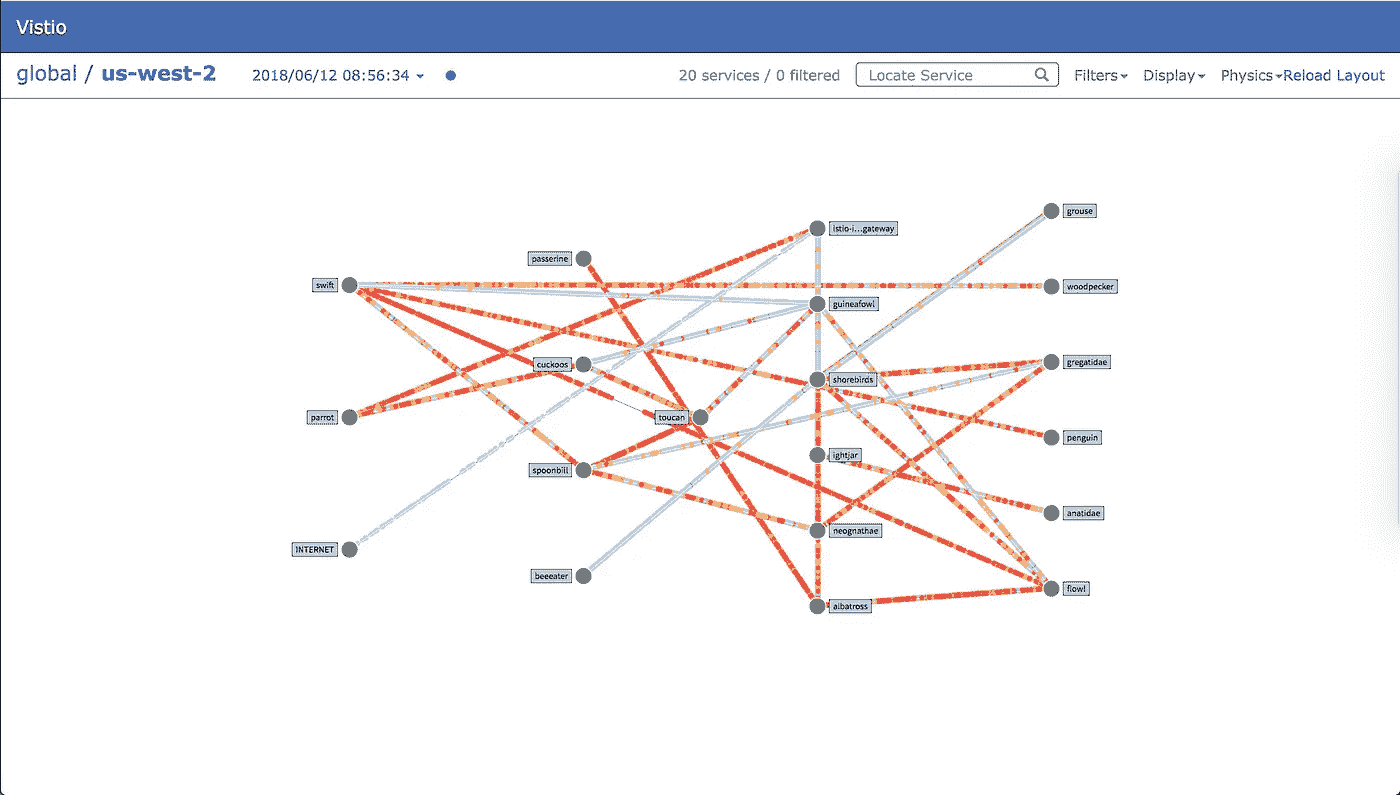 Vistio
global / us-west-2 2018/06/12 08:56:34 20 services / 0 filtered Locate Service Filters Display Physics Reload Layout
grouse
istio-i...gateway
passerine
swift
woodpecker
guineafowl
gregatidae
cuckoos
shorebirds
parrot
toucan
penguin
ightjar
spoonbill
anatidae
neognathae
INTERNET
beeeater
flowl
albatross